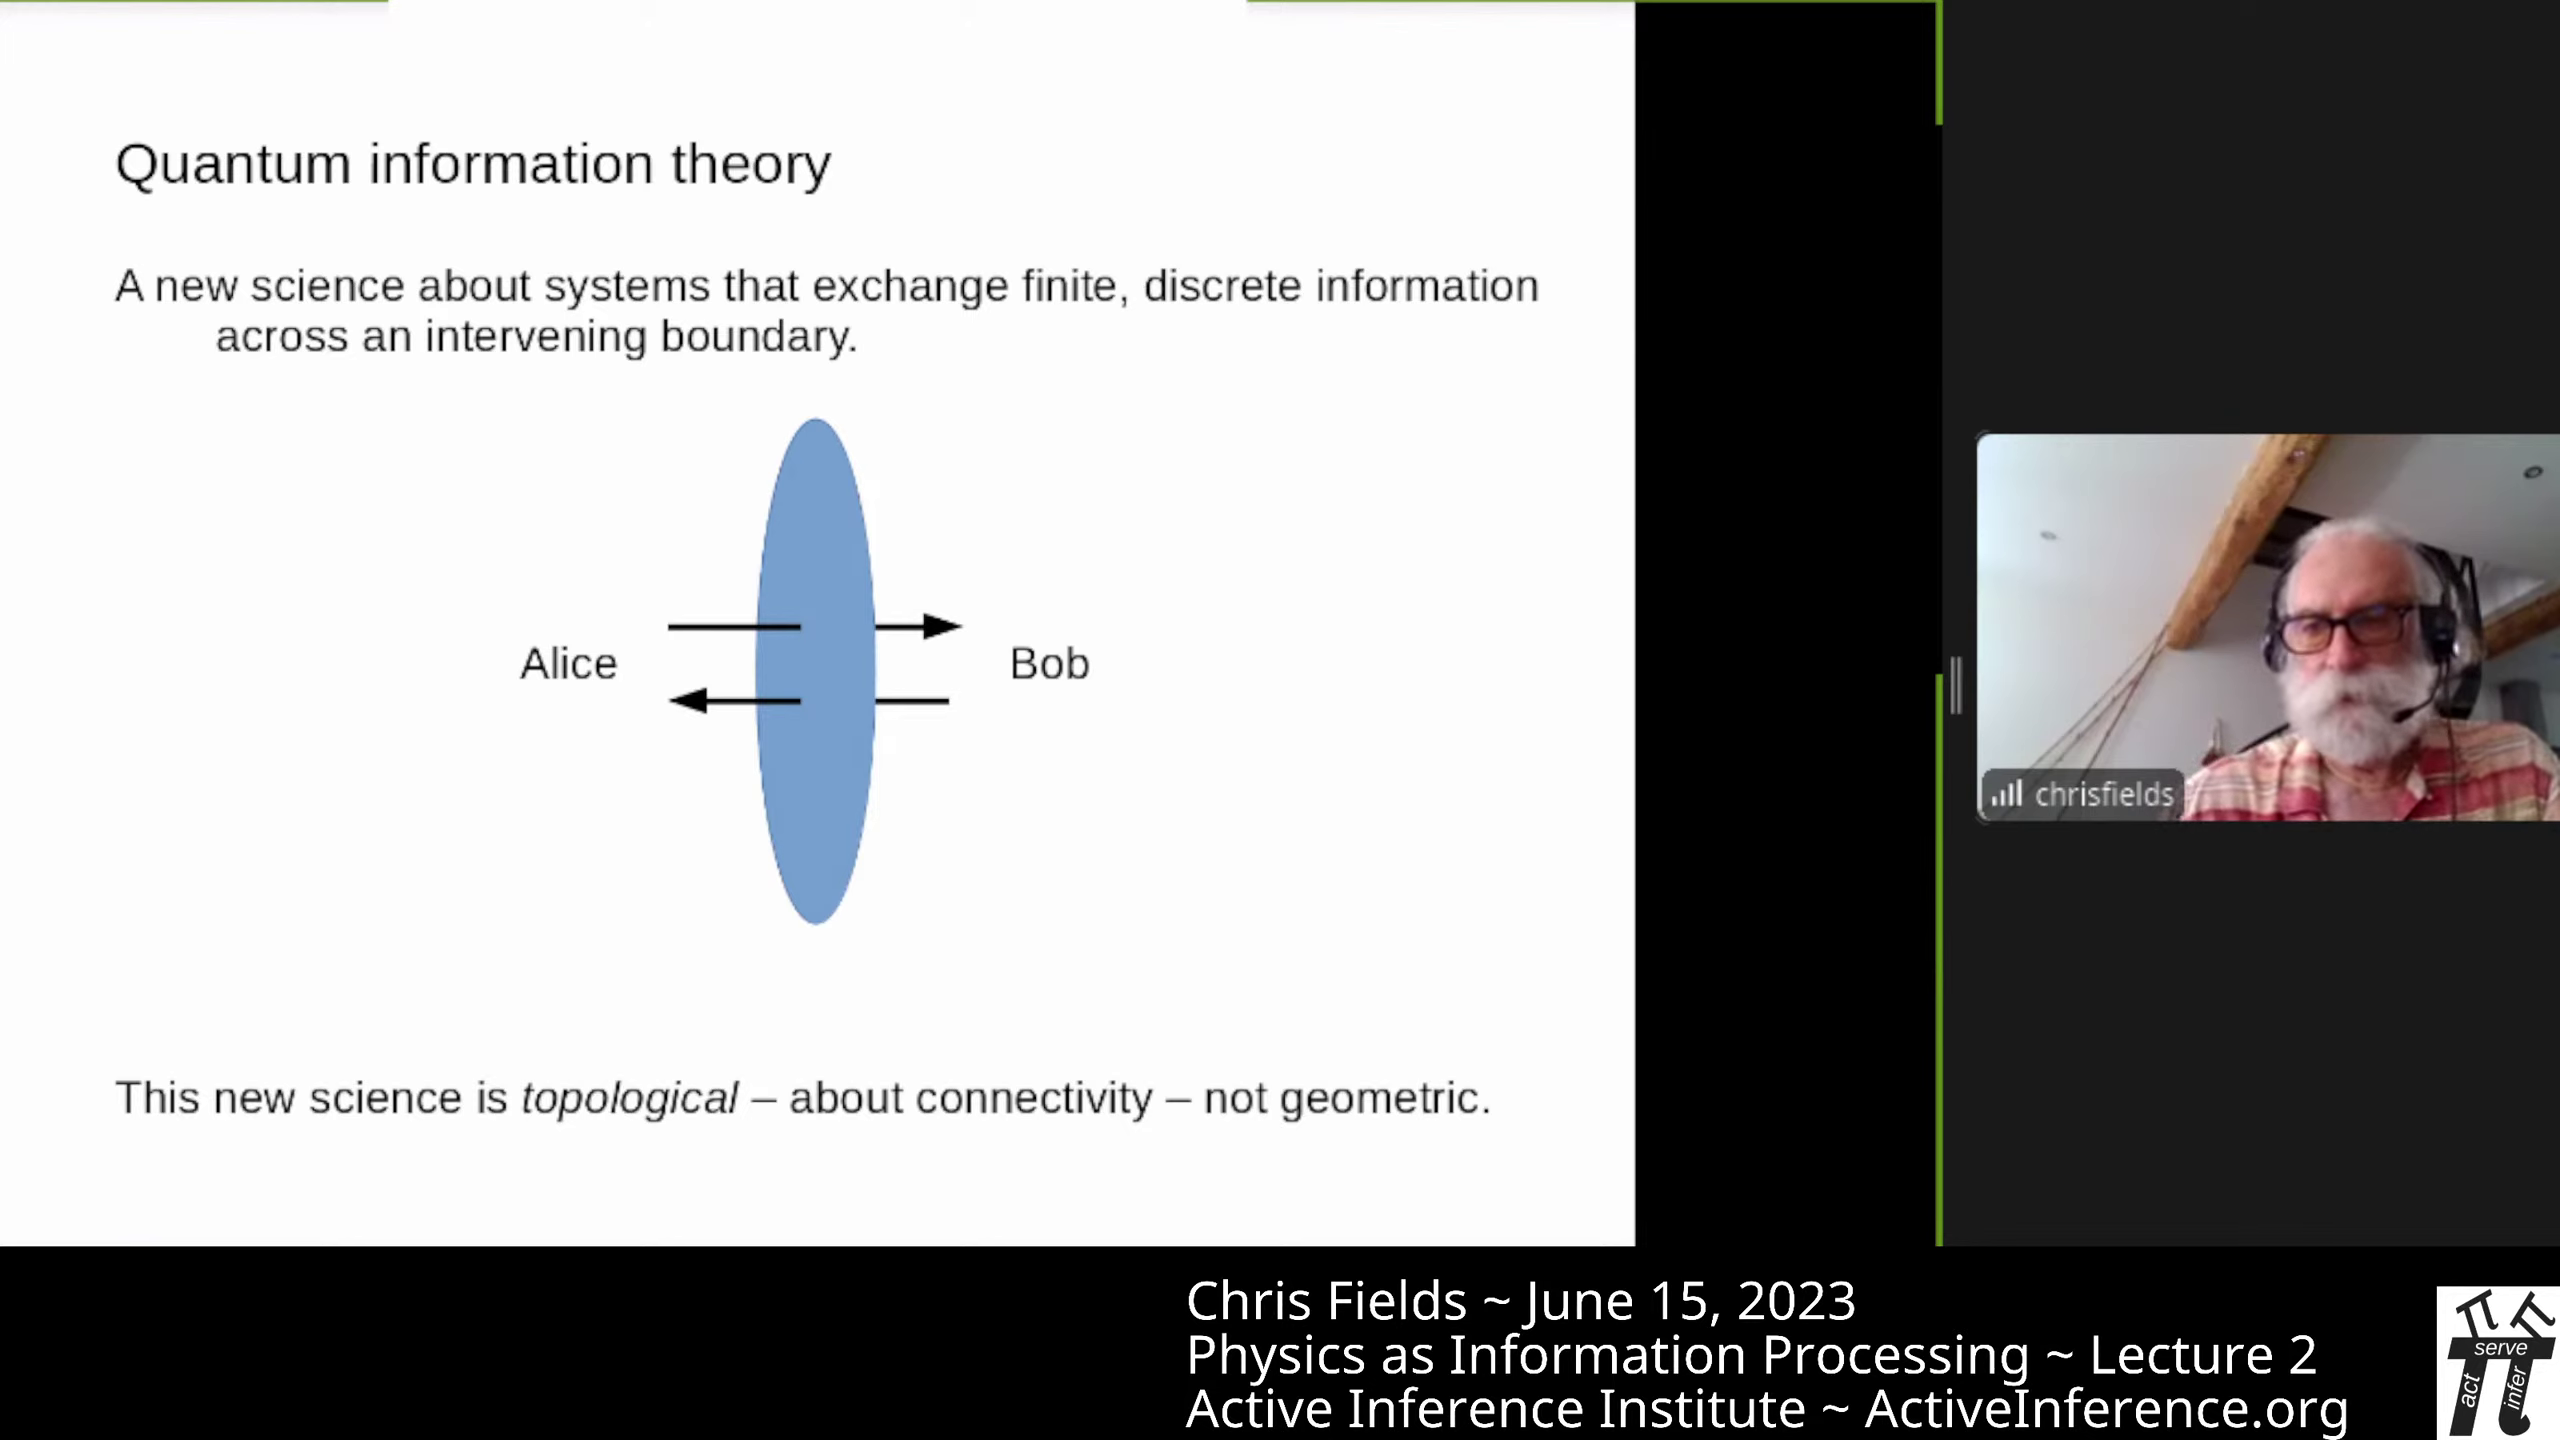 Quantum information theory
A new science about systems that exchange finite, discrete information
across an intervening boundary.
Alice
Bob
This new science is topological – about connectivity – not geometric.
chrisfields
Chris Fields ~ June 15, 2023
Physics as Information Processing ~ Lecture 2
Active Inference Institute ~ ActiveInference.org
serve
act
infer